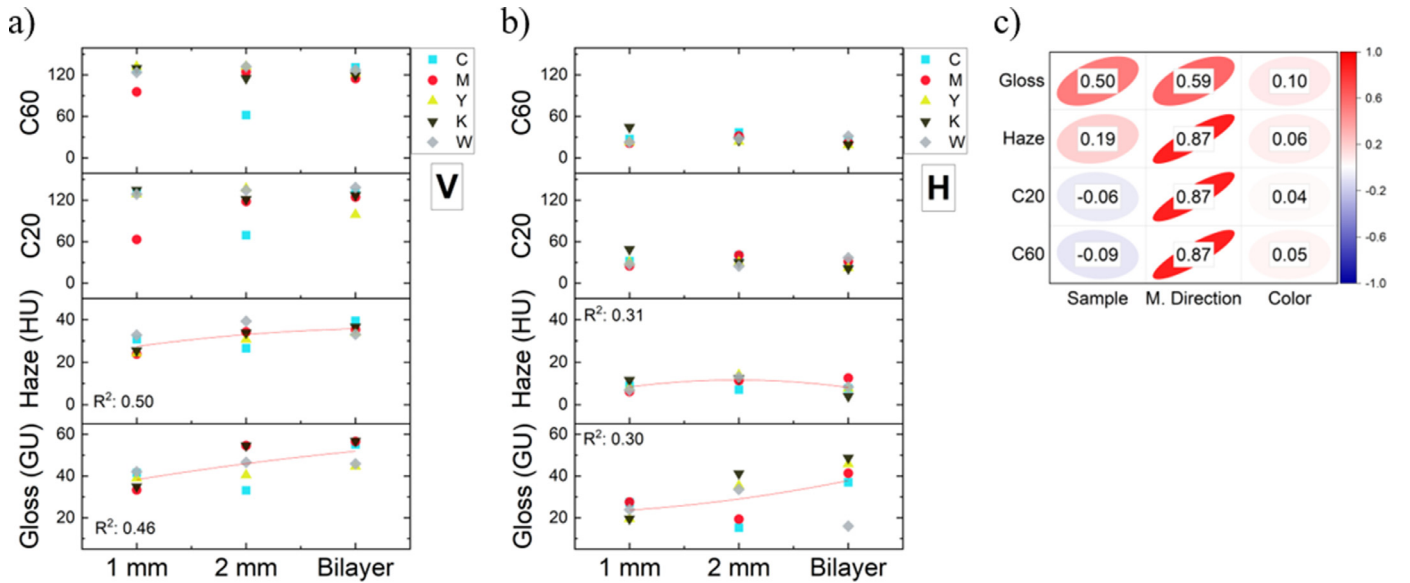 a)
C60
120
60
0
C
M
Y
K
W
V
C20
120
60
0
Haze (HU)
40
20
0
R²: 0.50
Gloss (GU)
60
40
20
R²: 0.46
1 mm 2 mm Bilayer
b)
C60
120
60
0
C
M
Y
K
W
H
C20
120
60
0
Haze (HU)
40
20
0
R²: 0.31
Gloss (GU)
60
40
20
R²: 0.30
1 mm 2 mm Bilayer
c)
Gloss 0.50 0.59 0.10
Haze 0.19 0.87 0.06
C20 -0.06 0.87 0.04
C60 -0.09 0.87 0.05
Sample M. Direction Color
1.0
0.6
0.2
-0.2
-0.6
-1.0